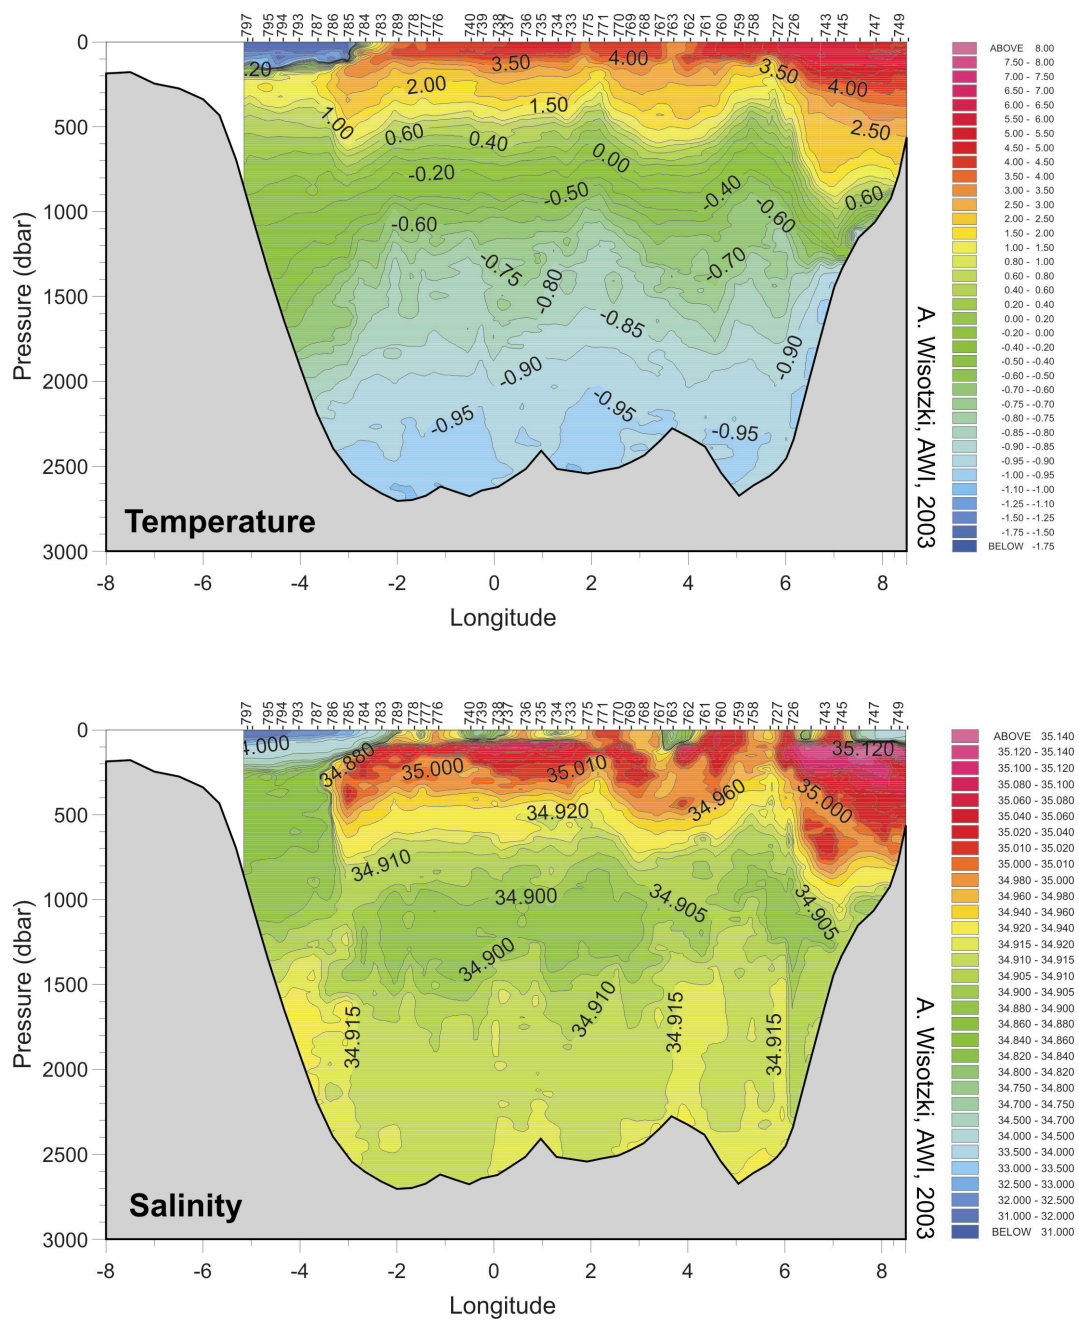 797 795 794 793 787 786 785 784 783 789 778 777 776 740 739 738 737 736 735 734 733 775 771 770 769 768 767 763 762 761 760 759 758 727 726 743 745 747 749
0
500
1000
1500
2000
2500
3000
Pressure (dbar)
.20
3.50
4.00
3.50
4.00
2.00
1.50
1.00
0.60
0.40
0.00
2.50
-0.20
-0.50
-0.40
0.60
-0.60
-0.60
-0.75
-0.80
-0.70
-0.85
-0.90
-0.90
-0.95
-0.95
-0.95
Temperature
-8 -6 -4 -2 0 2 4 6 8
Longitude
A. Wisotzki, AWI, 2003
ABOVE 8.00
7.50 - 8.00
7.00 - 7.50
6.50 - 7.00
6.00 - 6.50
5.50 - 6.00
5.00 - 5.50
4.50 - 5.00
4.00 - 4.50
3.50 - 4.00
3.00 - 3.50
2.50 - 3.00
2.00 - 2.50
1.50 - 2.00
1.00 - 1.50
0.80 - 1.00
0.60 - 0.80
0.40 - 0.60
0.20 - 0.40
0.00 - 0.20
-0.20 - 0.00
-0.40 - -0.20
-0.50 - -0.40
-0.60 - -0.50
-0.70 - -0.60
-0.75 - -0.70
-0.80 - -0.75
-0.85 - -0.80
-0.90 - -0.85
-0.95 - -0.90
-1.00 - -0.95
-1.10 - -1.00
-1.25 - -1.10
-1.50 - -1.25
-1.75 - -1.50
BELOW -1.75
797 795 794 793 787 786 785 784 783 789 778 777 776 740 739 738 737 736 735 734 733 775 771 770 769 768 767 763 762 761 760 759 758 727 726 743 745 747 749
0
500
1000
1500
2000
2500
3000
Pressure (dbar)
4.000
34.880
35.000
35.010
35.120
34.920
34.960
35.000
34.910
34.900
34.905
34.905
34.900
34.910
34.915
34.915
34.915
Salinity
-8 -6 -4 -2 0 2 4 6 8
Longitude
A. Wisotzki, AWI, 2003
ABOVE 35.140
35.120 - 35.140
35.100 - 35.120
35.080 - 35.100
35.060 - 35.080
35.040 - 35.060
35.020 - 35.040
35.010 - 35.020
35.000 - 35.010
34.980 - 35.000
34.960 - 34.980
34.940 - 34.960
34.920 - 34.940
34.915 - 34.920
34.910 - 34.915
34.905 - 34.910
34.900 - 34.905
34.880 - 34.900
34.860 - 34.880
34.840 - 34.860
34.820 - 34.840
34.800 - 34.820
34.750 - 34.800
34.700 - 34.750
34.500 - 34.700
34.000 - 34.500
33.500 - 34.000
33.000 - 33.500
32.500 - 33.000
32.000 - 32.500
31.000 - 32.000
BELOW 31.000